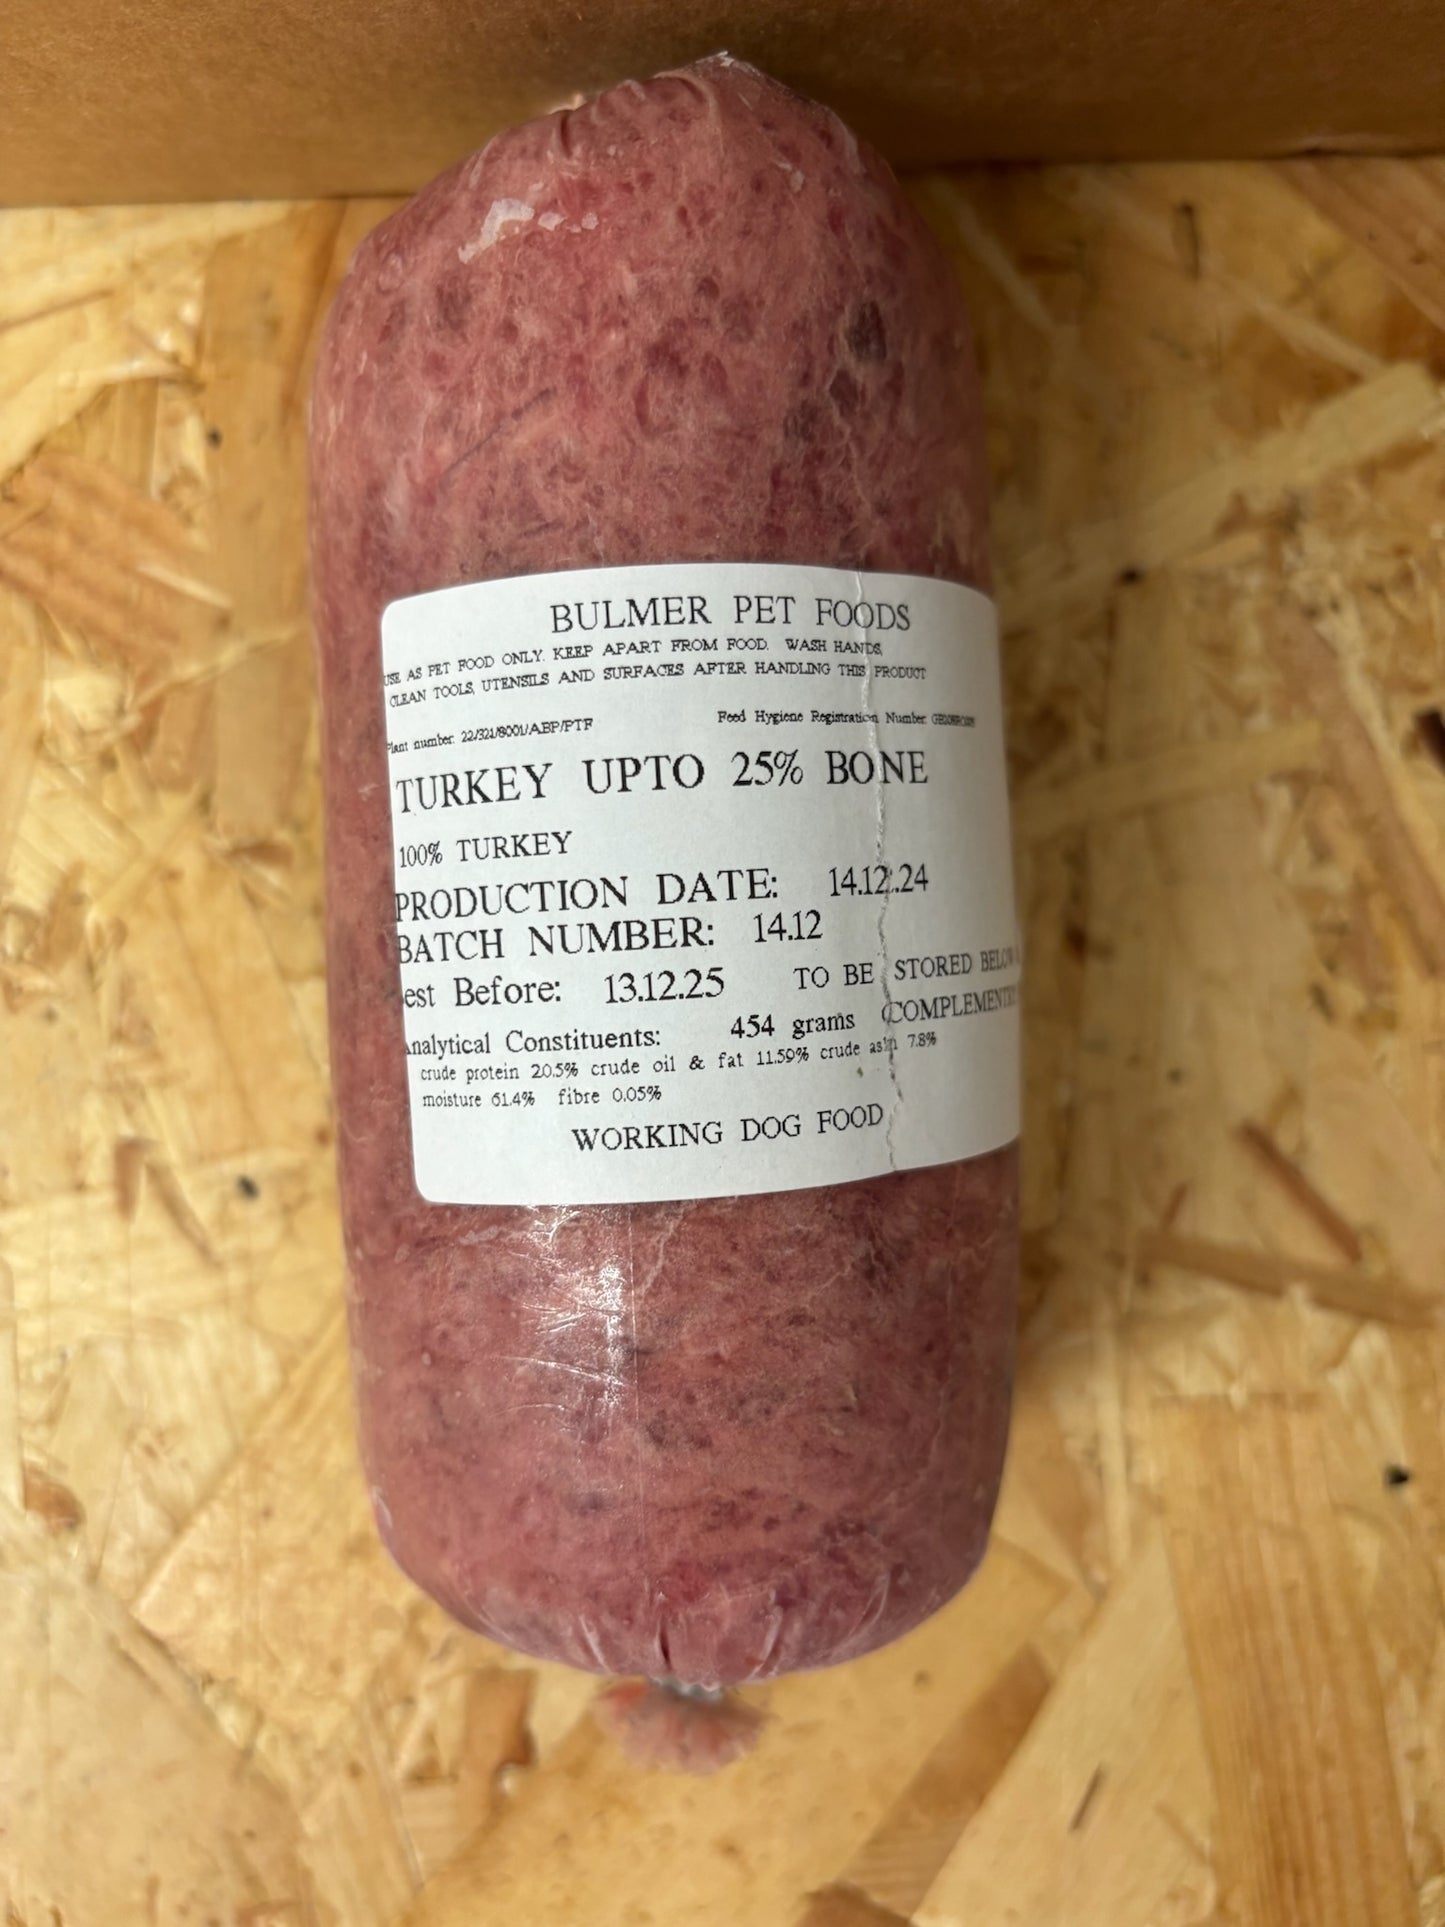 BULMER PET FOODS
USE AS PET FOOD ONLY. KEEP APART FROM FOOD. WASH HANDS,
CLEAN TOOLS, UTENSILS AND SURFACES AFTER HANDLING THIS PRODUCT
Plant number: 22/321/8001/ABP/PTF Feed Hygiene Registration Number:
TURKEY UPTO 25% BONE
100% TURKEY
PRODUCTION DATE: 14.12.24
BATCH NUMBER: 14.12
est Before: 13.12.25 TO BE STORED BELOW
454 grams (COMPLEMENT
Analytical Constituents:
crude protein 20.5% crude oil & fat 11.59% crude ash 7.8%
moisture 61.4% fibre 0.05%
WORKING DOG FOOD